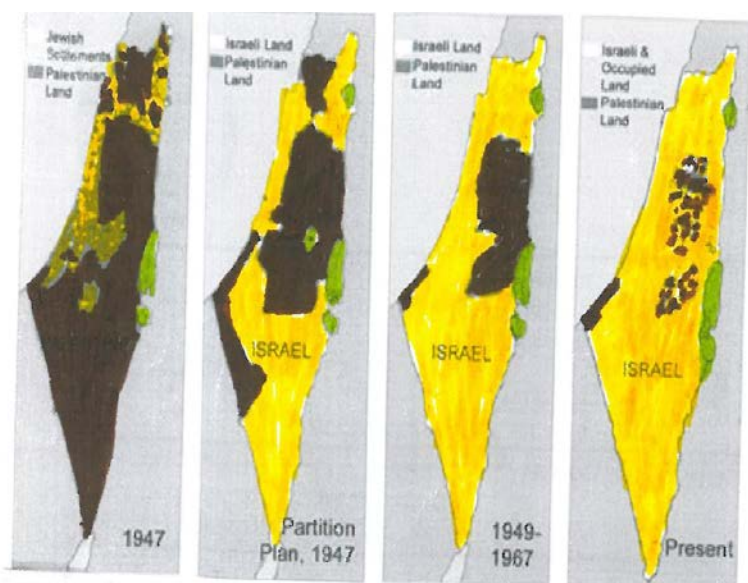 Jewish
Settlements
Palestinian
Land
1947
Israeli Land
Palestinian
Land
ISRAEL
Partition
Plan, 1947
Israeli Land
Palestinian
Land
ISRAEL
1949-
1967
Israeli &
Occupied
Land
Palestinian
Land
ISRAEL
Present